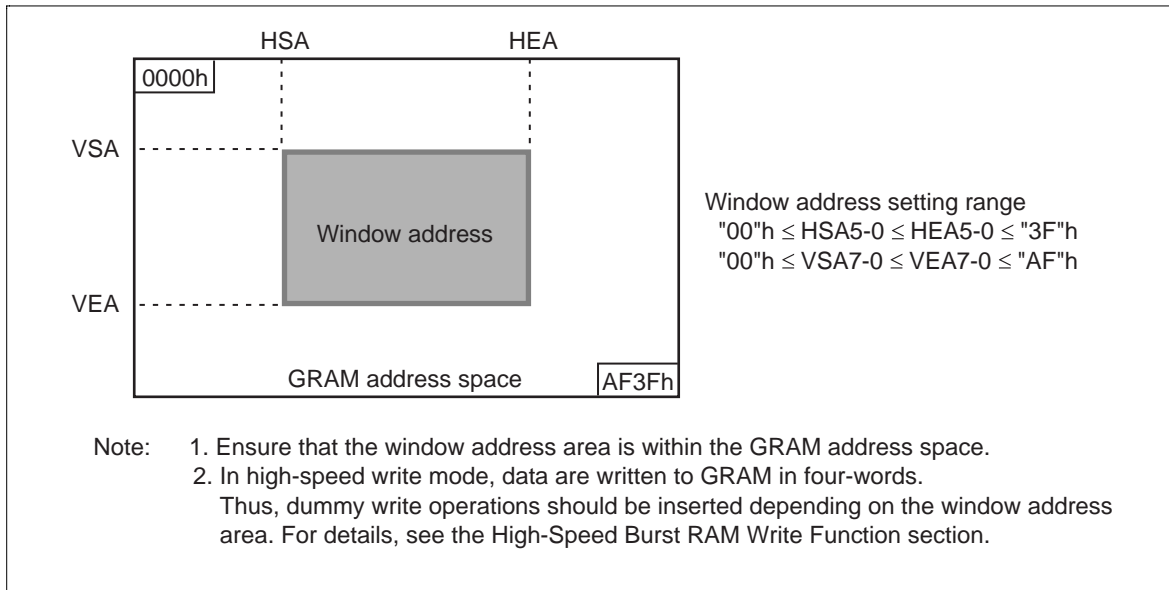 HSA HEA
0000h
VSA
Window address setting range
"00"h ≤ HSA5-0 ≤ HEA5-0 ≤ "3F"h
Window address
"00"h ≤ VSA7-0 ≤ VEA7-0 ≤ "AF"h
VEA
GRAM address space AF3Fh
Note: 1. Ensure that the window address area is within the GRAM address space.
2. In high-speed write mode, data are written to GRAM in four-words.
Thus, dummy write operations should be inserted depending on the window address
area. For details, see the High-Speed Burst RAM Write Function section.